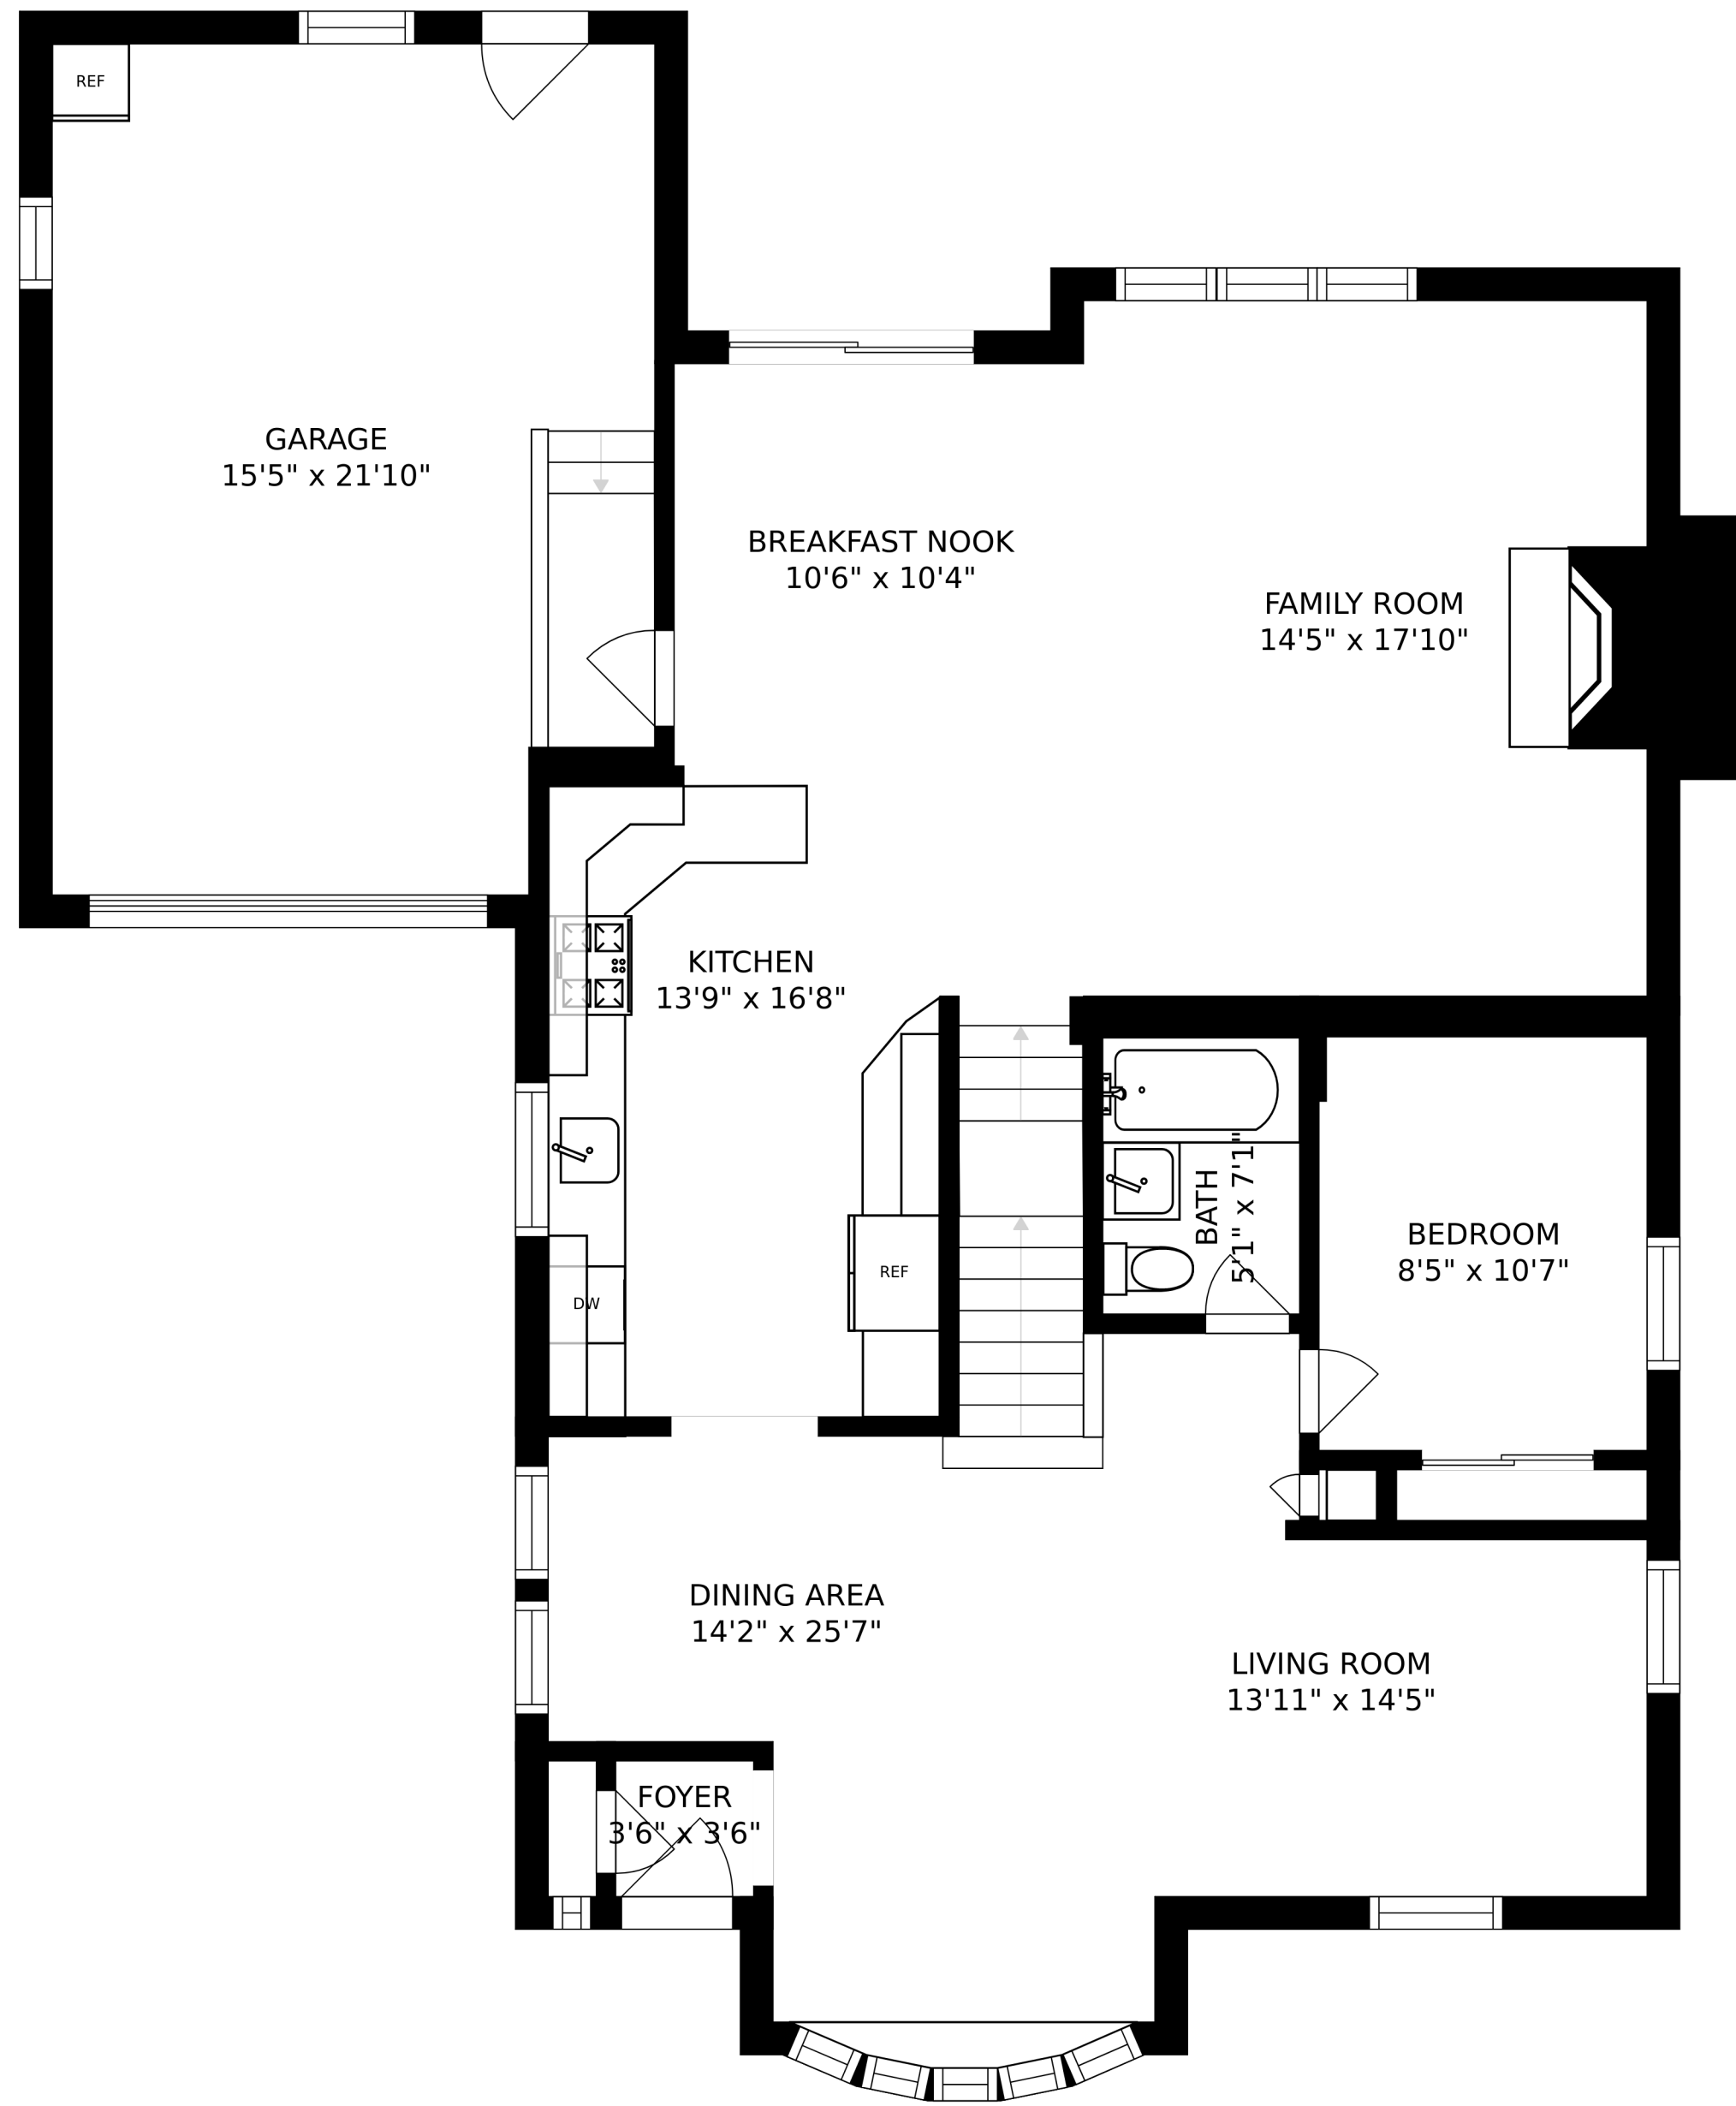 REF
GARAGE
15'5" x 21'10"
BREAKFAST NOOK
10'6" x 10'4"
FAMILY ROOM
14'5" x 17'10"
KITCHEN
13'9" x 16'8"
BATH
5'1" x 7'1"
BEDROOM
8'5" x 10'7"
REF
DW
DINING AREA
14'2" x 25'7"
LIVING ROOM
13'11" x 14'5"
FOYER
3'6" x 3'6"